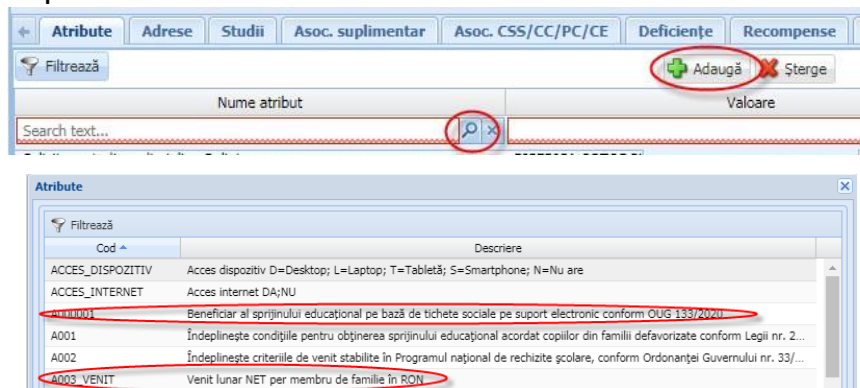 Atribute Adrese Studii Asoc. suplimentar Asoc. CSS/CC/PC/CE Deficiențe Recompense
Filtrează Adaugă Șterge
Nume atribut Valoare
Search text...
Atribute
Filtrează
Cod Descriere
ACCES_DISPOZITIV Acces dispozitiv D=Desktop; L=Laptop; T=Tabletă; S=Smartphone; N=Nu are
ACCES_INTERNET Acces internet DA;NU
A000001 Beneficiar al sprijinului educațional pe bază de tichete sociale pe suport electronic conform OUG 133/2020
A001 Îndeplinește condițiile pentru obținerea sprijinului educațional acordat copiilor din familii defavorizate conform Legii nr. 2...
A002 Îndeplinește criteriile de venit stabilite în Programul național de rechizite școlare, conform Ordonanței Guvernului nr. 33/...
A003_VENIT Venit lunar NET per membru de familie în RON